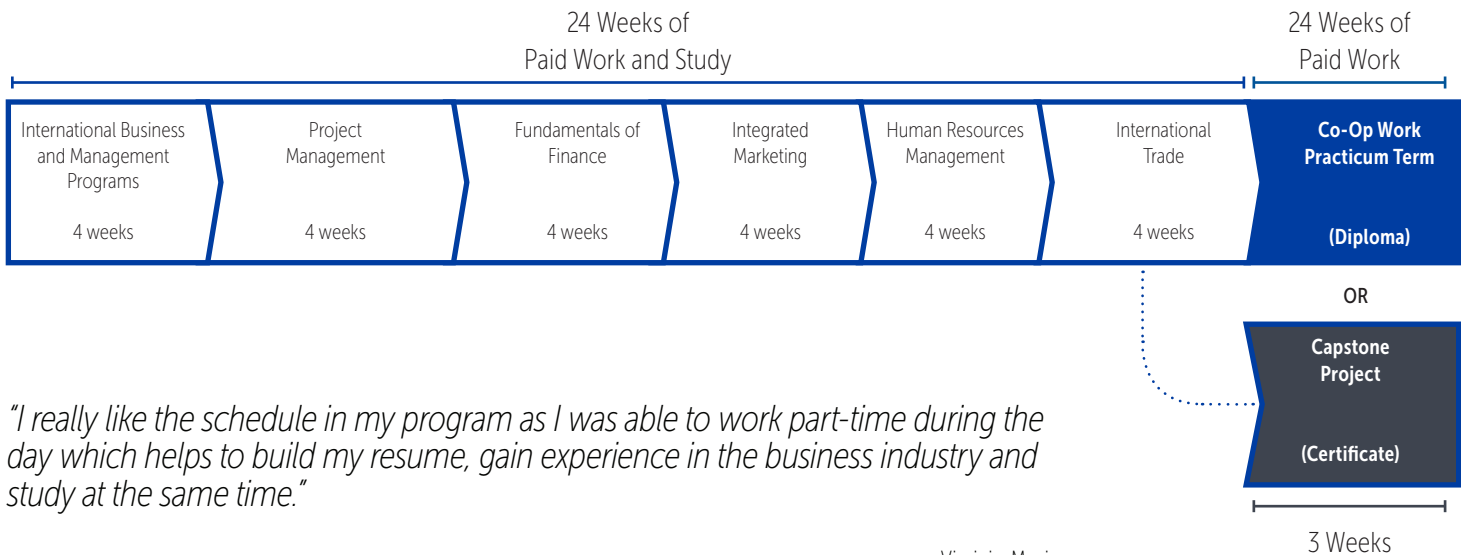 24 Weeks of
Paid Work and Study
24 Weeks of
Paid Work
International Business
and Management
Programs
4 weeks
Project
Management
4 weeks
Fundamentals of
Finance
4 weeks
Integrated
Marketing
4 weeks
Human Resources
Management
4 weeks
International
Trade
4 weeks
Co-Op Work
Practicum Term
(Diploma)
OR
Capstone
Project
(Certificate)
3 Weeks
"I really like the schedule in my program as I was able to work part-time during the
day which helps to build my resume, gain experience in the business industry and
study at the same time."